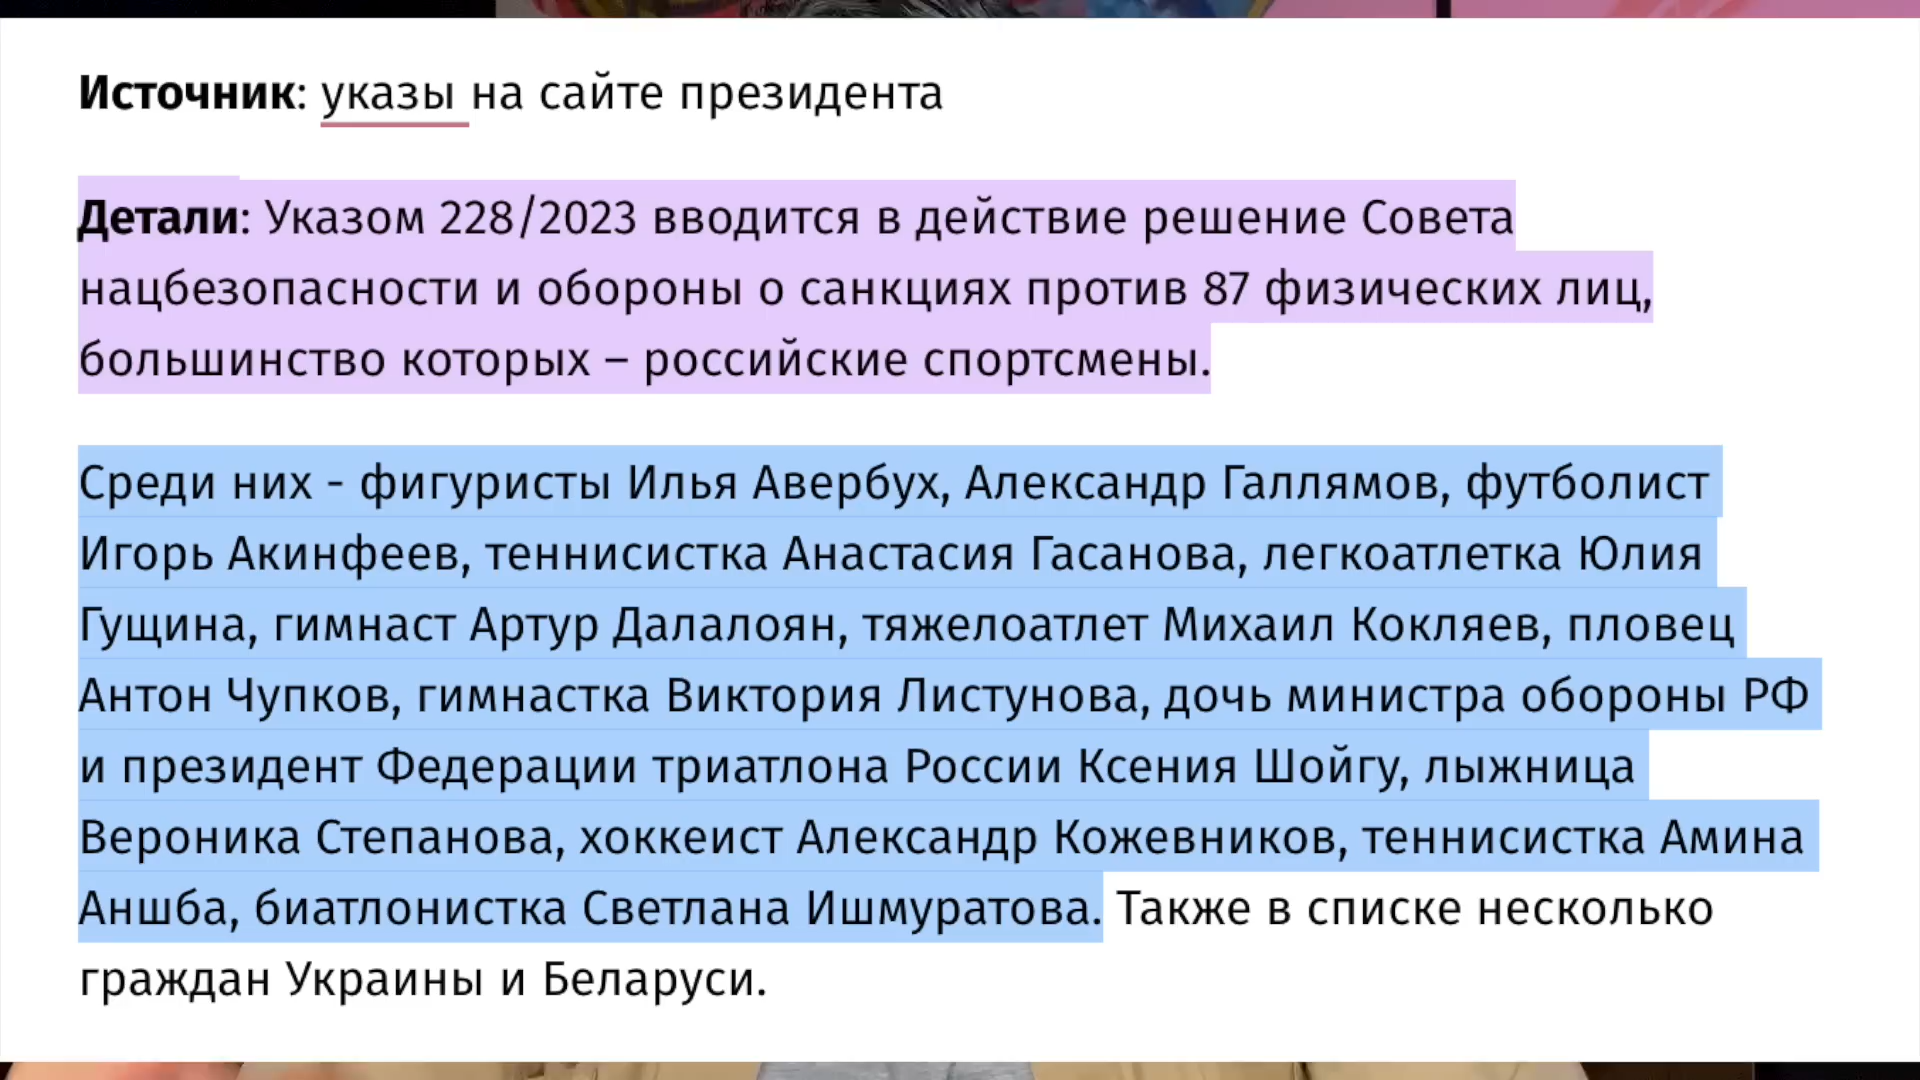 Источник: указы на сайте президента
Детали: Указом 228/2023 вводится в действие решение Совета
нацбезопасности и обороны о санкциях против 87 физических лиц,
большинство которых – российские спортсмены.
Среди них - фигуристы Илья Авербух, Александр Галлямов, футболист
Игорь Акинфеев, теннисистка Анастасия Гасанова, легкоатлетка Юлия
Гущина, гимнаст Артур Далалоян, тяжелоатлет Михаил Кокляев, пловец
Антон Чупков, гимнастка Виктория Листунова, дочь министра обороны РФ
и президент Федерации триатлона России Ксения Шойгу, лыжница
Вероника Степанова, хоккеист Александр Кожевников, теннисистка Амина
Аншба, биатлонистка Светлана Ишмуратова. Также в списке несколько
граждан Украины и Беларуси.